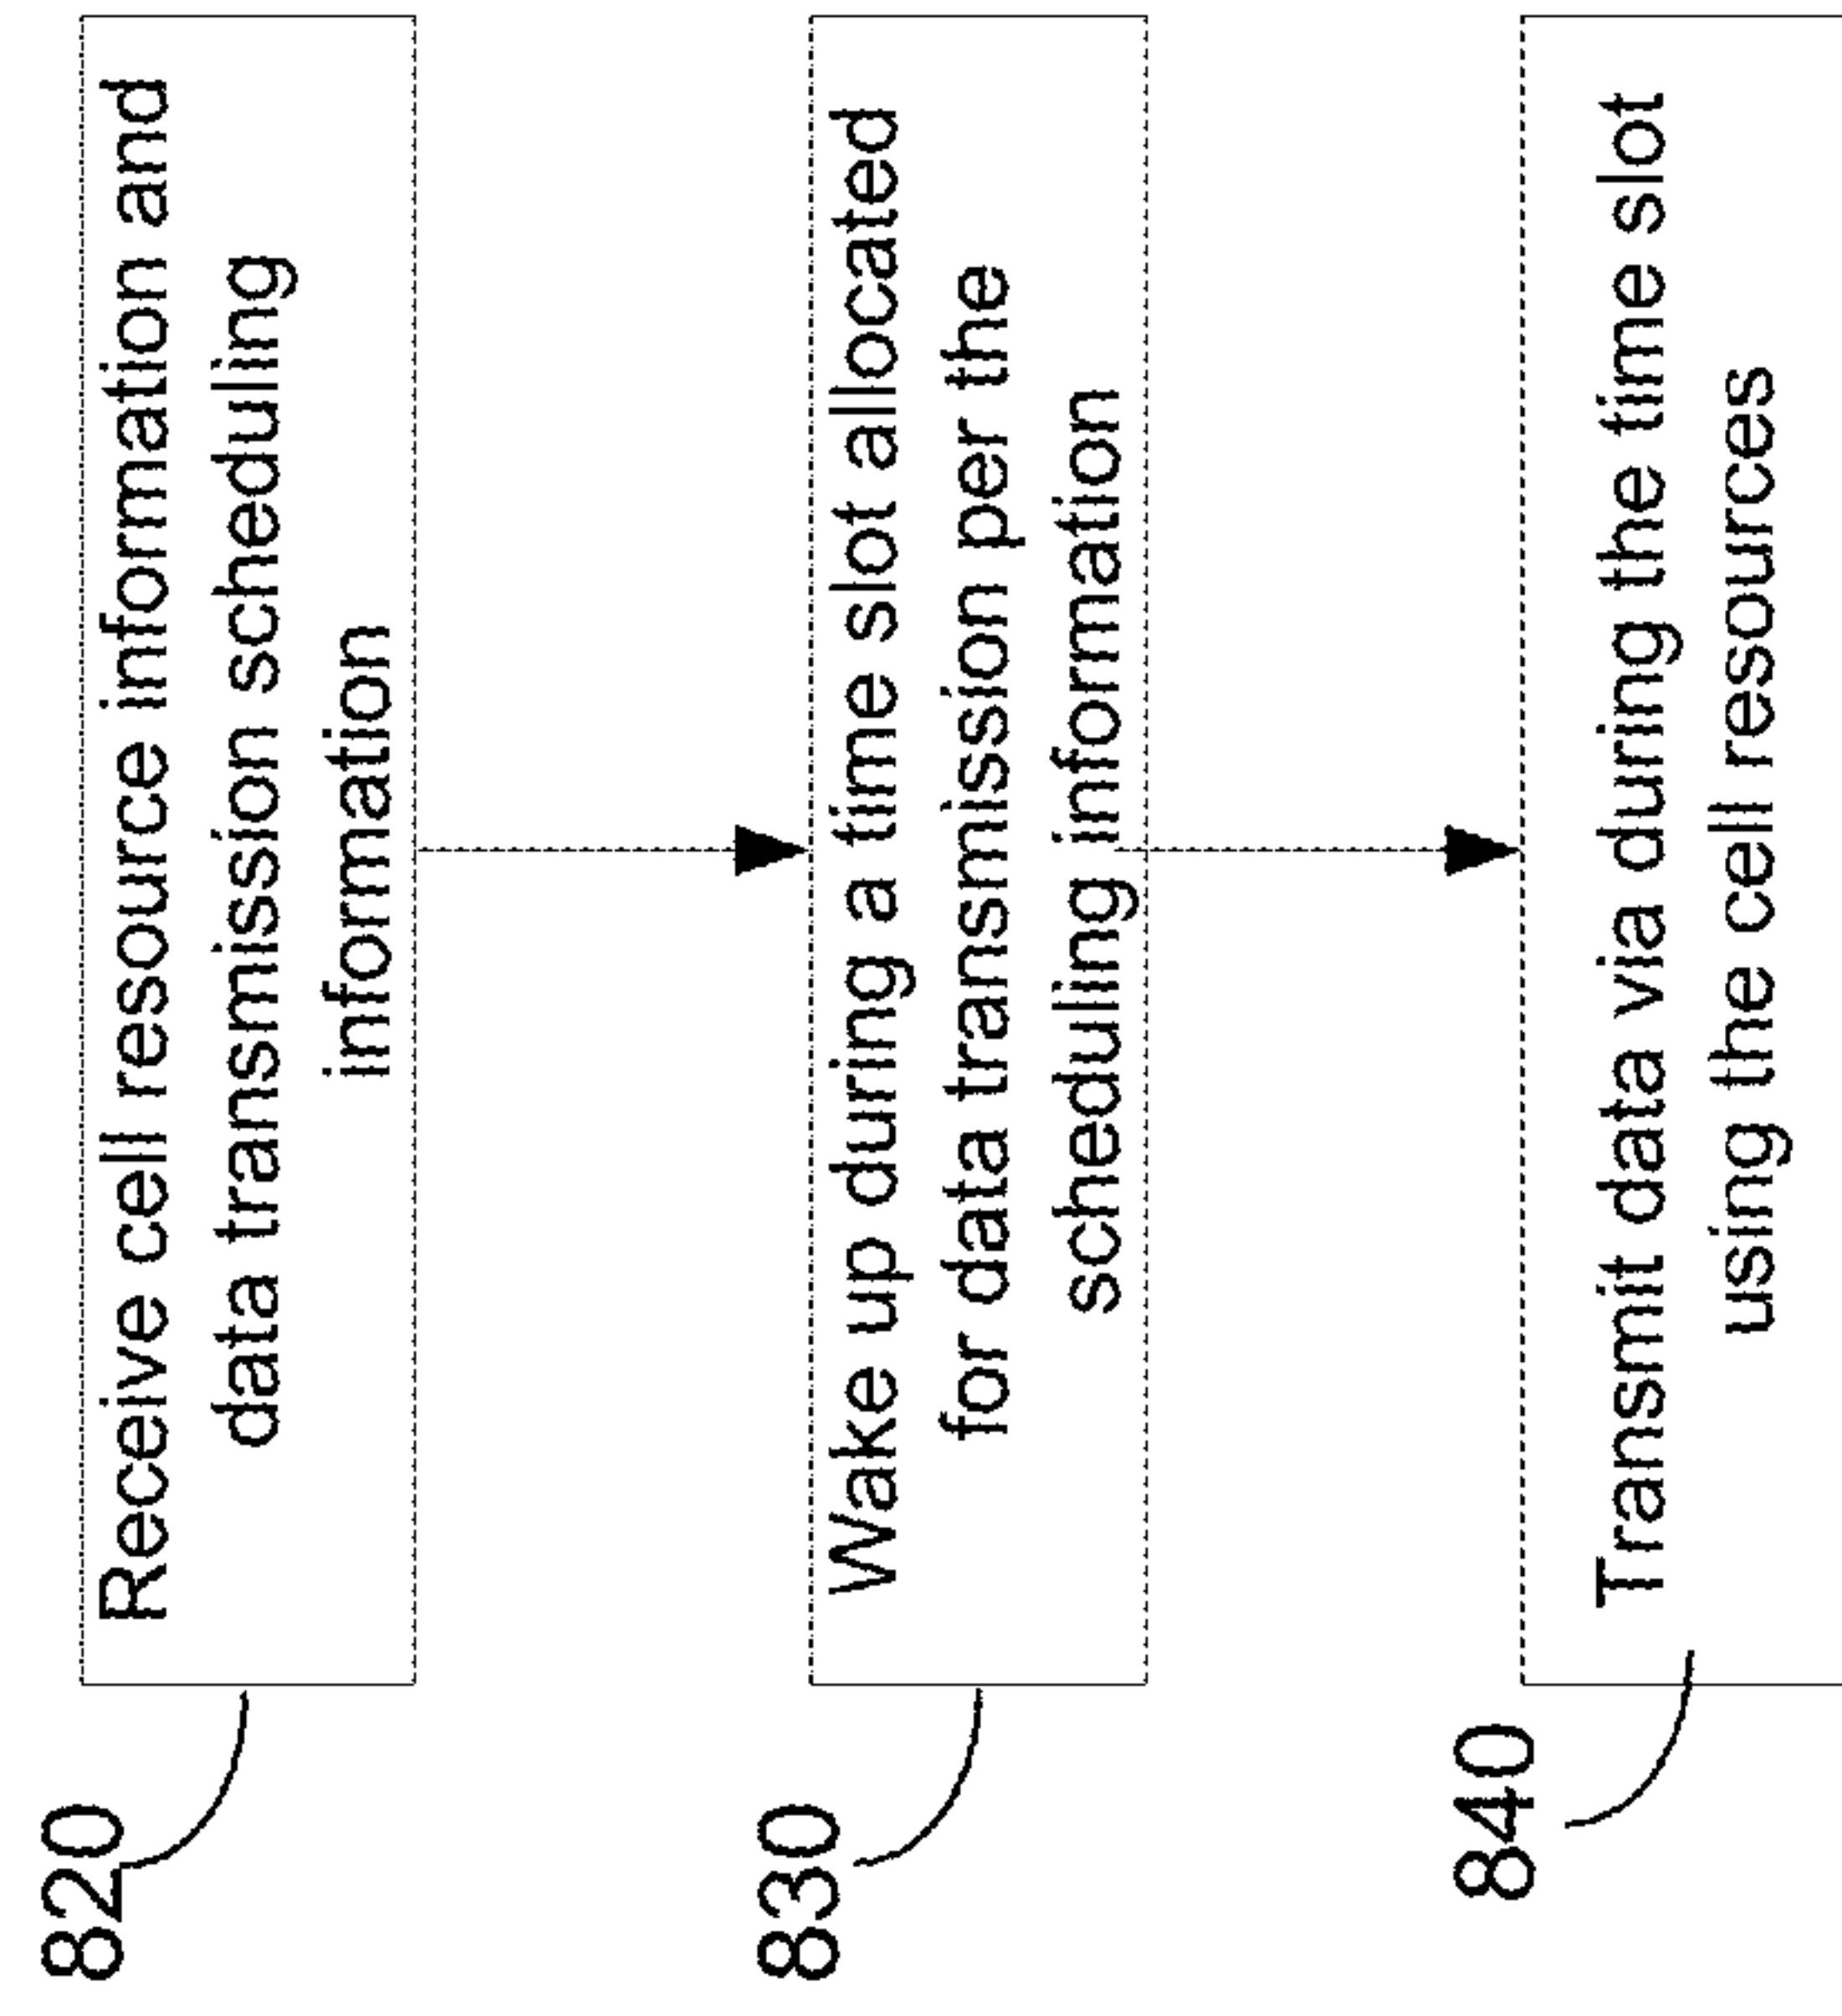 820
Receive cell resource information and
data transmission scheduling
information
830
Wake up during a time slot allocated
for data transmission per the
scheduling information
840
Transmit data via during the time slot
using the cell resources